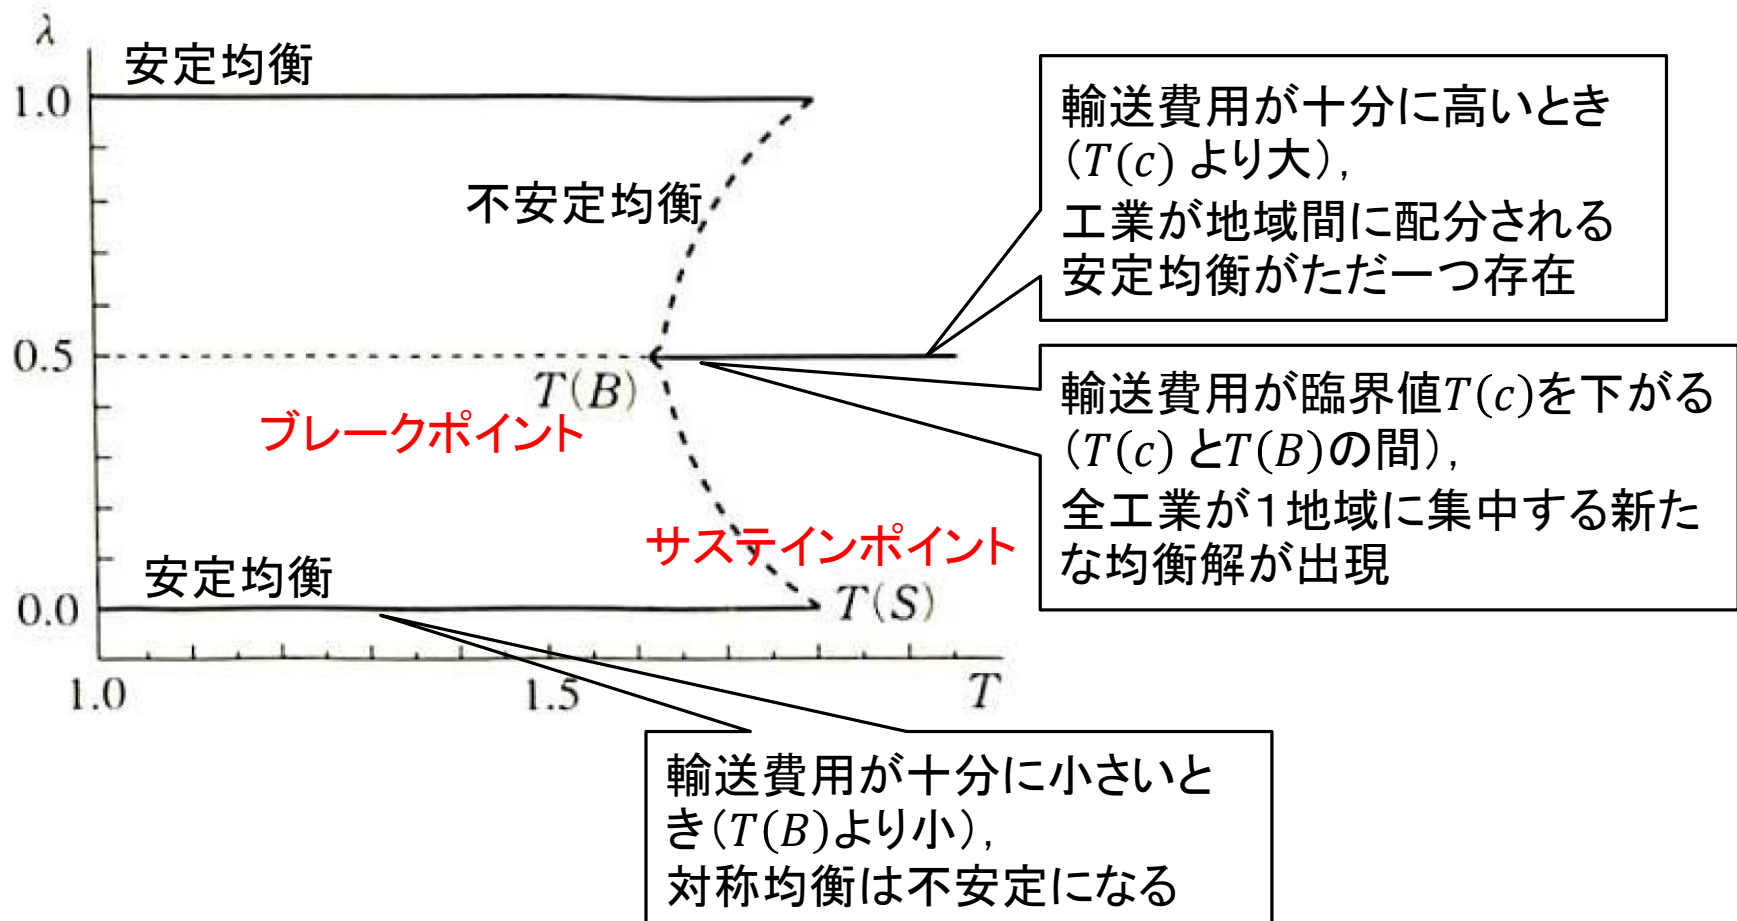 λ
安定均衡
1.0
不安定均衡
0.5
T(B)
ブレークポイント
サステインポイント
安定均衡
0.0
T(S)
1.0
1.5
T
輸送費用が十分に高いとき
（T(c) より大），
工業が地域間に配分される
安定均衡がただ一つ存在
輸送費用が臨界値T(c)を下がる
（T(c) とT(B)の間），
全工業が１地域に集中する新た
な均衡解が出現
輸送費用が十分に小さいと
き（T(B)より小），
対称均衡は不安定になる